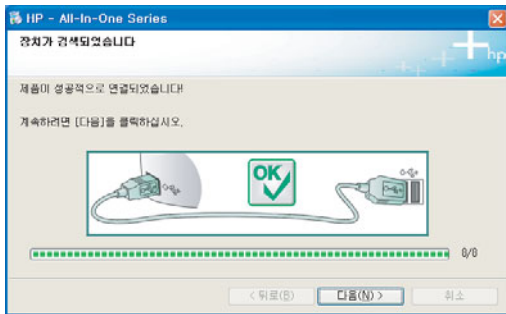 HP - All-In-One Series
장치가 검색되었습니다
hp
제품이 성공적으로 연결되었습니다!
계속하려면 [다음]를 클릭하십시오.
OK
0/0
< 뒤로(B)
다음(N) >
취소